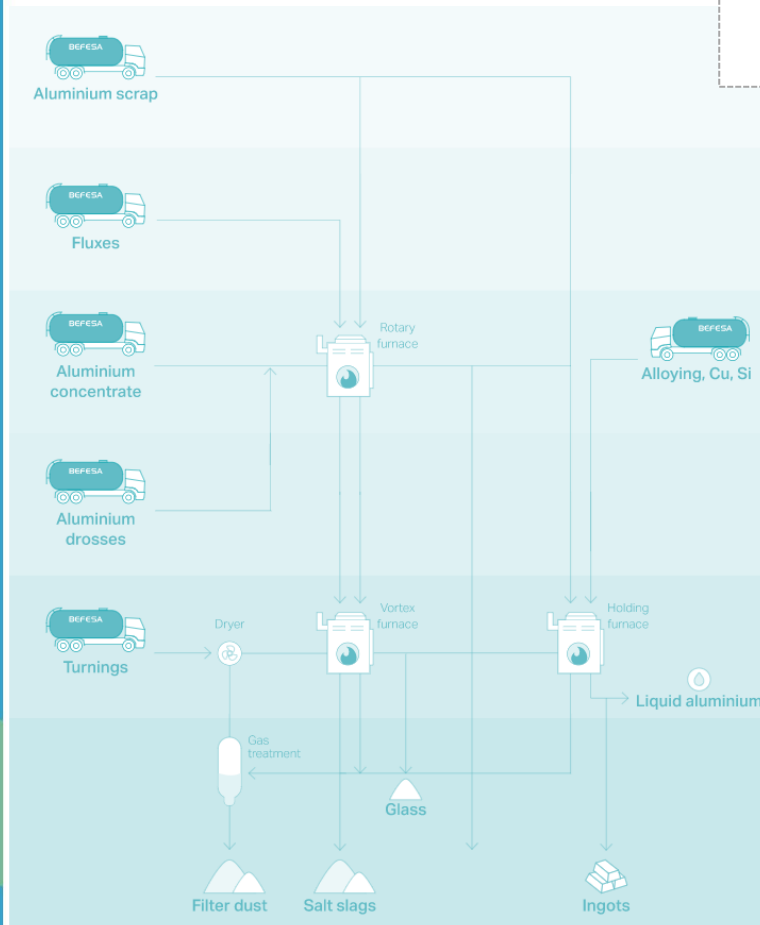 BEFESA
Aluminium scrap
BEFESA
Fluxes
BEFESA
Aluminium
concentrate
Rotary
furnace
BEFESA
Alloying, Cu, Si
BEFESA
Aluminium
drosses
BEFESA
Turnings
Dryer
Vortex
furnace
Holding
furnace
Liquid aluminium
Gas
treatment
Glass
Filter dust
Salt slags
Ingots